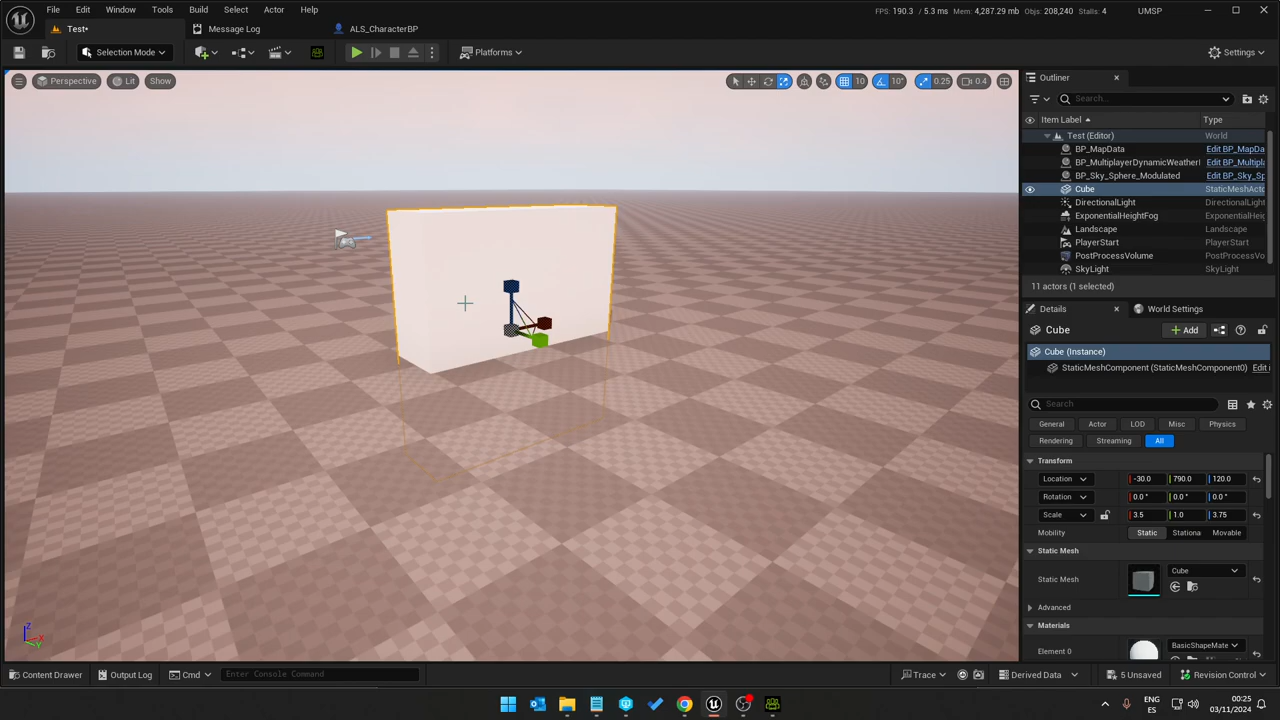 File Edit Window Tools Build Select Actor Help
FPS: 190.3 / 5.3 ms Mem: 4,287.29 mb Objs: 208,240 Stalls: 4 UMSP
Test•
Message Log
ALS_CharacterBP
Selection Mode
Platforms
Settings
Perspective Lit Show
10 10° 0.25 0.4
Outliner
Search...
Item Label Type
Test (Editor) World
BP_MapData Edit BP_MapDa
BP_MultiplayerDynamicWeatherI Edit BP_Multipla
BP_Sky_Sphere_Modulated Edit BP_Sky_Sp
Cube StaticMeshActo
DirectionalLight DirectionalLight
ExponentialHeightFog ExponentialHeig
Landscape Landscape
PlayerStart PlayerStart
PostProcessVolume PostProcessVo
SkyLight SkyLight
11 actors (1 selected)
Details
World Settings
Cube
Add
Cube (Instance)
StaticMeshComponent (StaticMeshComponent0) Edit i
Search
General Actor LOD Misc Physics
Rendering Streaming All
Transform
Location -30.0 790.0 120.0
Rotation 0.0 ° 0.0 ° 0.0 °
Scale 3.5 1.0 3.75
Mobility Static Stationa Movable
Static Mesh
Static Mesh Cube
Advanced
Materials
Element 0 BasicShapeMate
Z
X
Y
Content Drawer Output Log Cmd Enter Console Command Trace Derived Data 5 Unsaved Revision Control
ENG
ES
00:25
03/11/2024